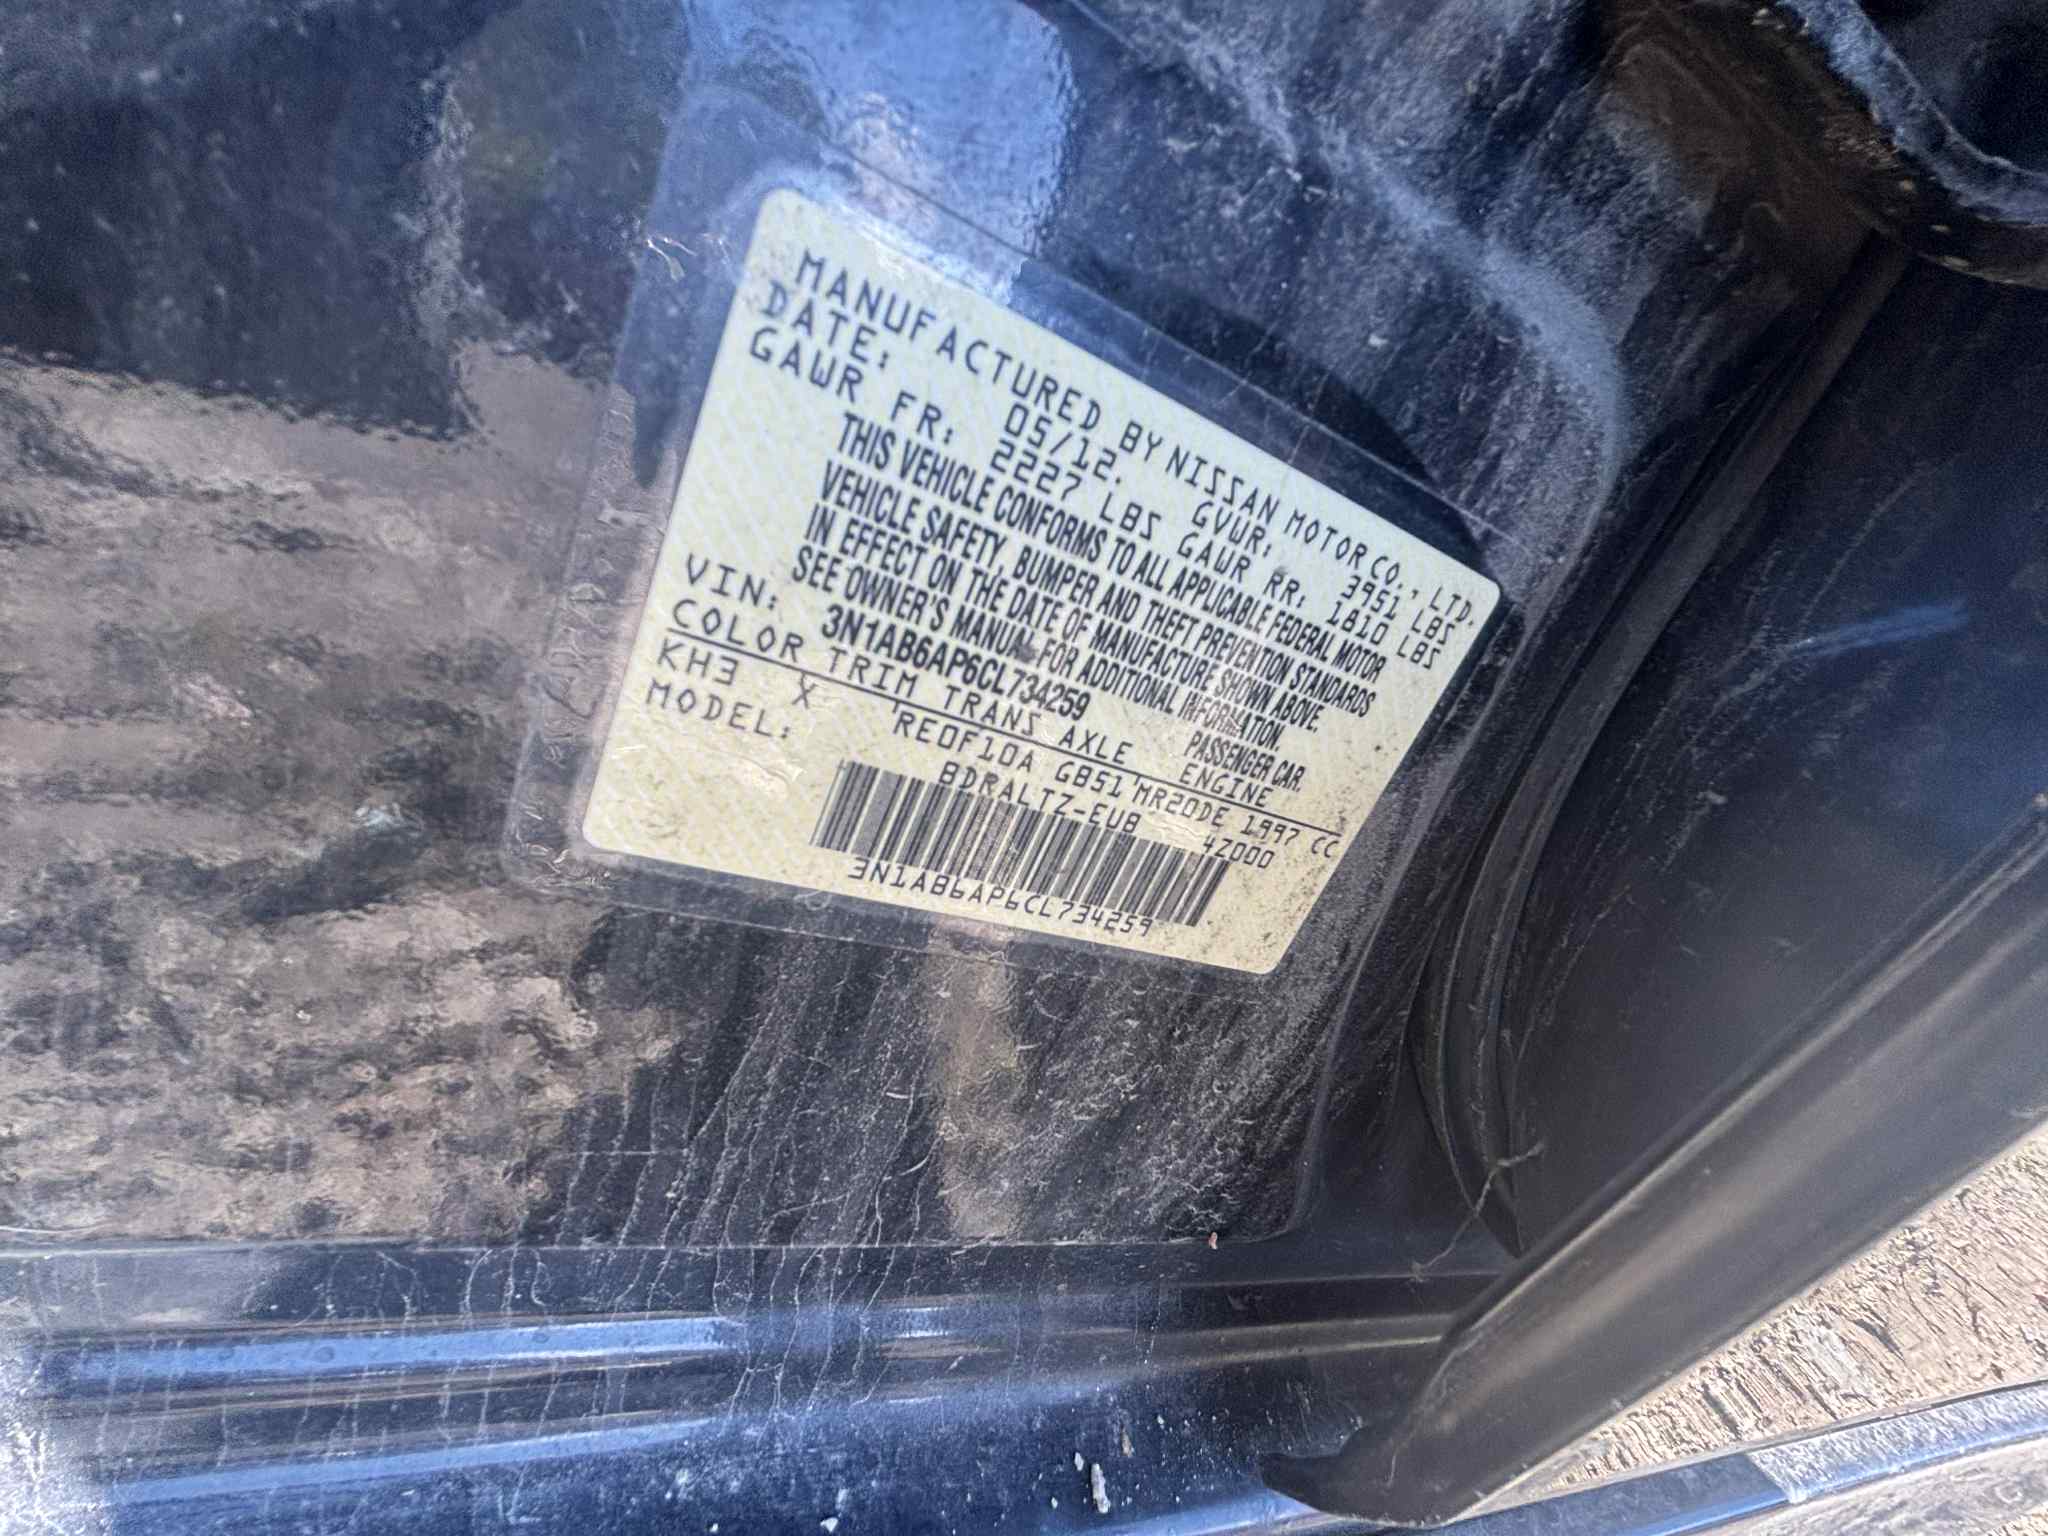 MANUFACTURED BY NISSAN MOTOR CO., LTD.
DATE: 05/12. GVWR: 3951 LBS
GAWR FR: 2227 LBS GAWR RR: 1810 LBS
THIS VEHICLE CONFORMS TO ALL APPLICABLE FEDERAL MOTOR
VEHICLE SAFETY, BUMPER AND THEFT PREVENTION STANDARDS
IN EFFECT ON THE DATE OF MANUFACTURE SHOWN ABOVE.
SEE OWNER'S MANUAL FOR ADDITIONAL INFORMATION.
VIN: 3N1AB6AP6CL734259 PASSENGER CAR.
COLOR TRIM TRANS AXLE ENGINE
KH3 X 'RE0F10A GB51'MR20DE 1997 CC
MODEL: BDRALTZ-EUB 4Z000
3N1AB6AP6CL734259